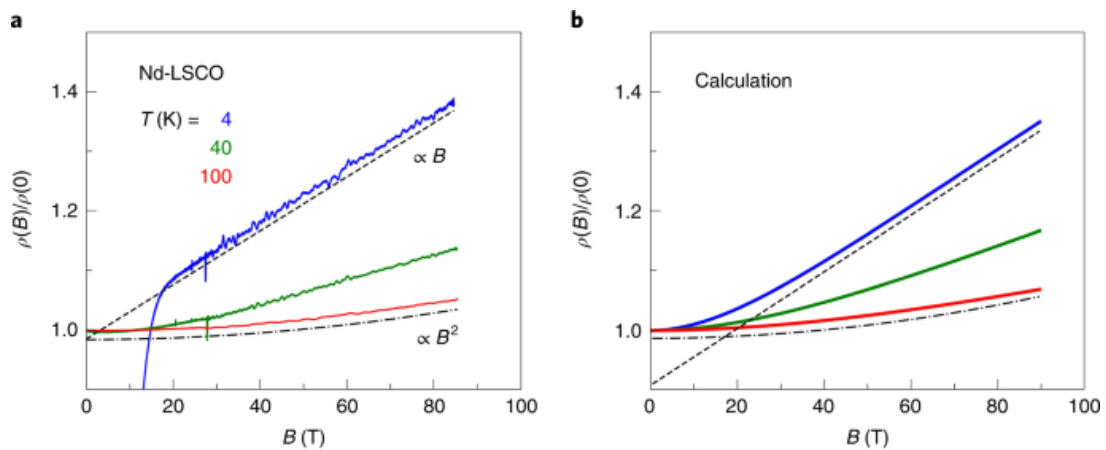 a
Nd-LSCO
T (K) = 4
40
100
∝ B
∝ B²
1.4
1.2
1.0
ρ(B)/ρ(0)
0 20 40 60 80 100
B (T)
b
Calculation
1.4
1.2
1.0
ρ(B)/ρ(0)
0 20 40 60 80 100
B (T)